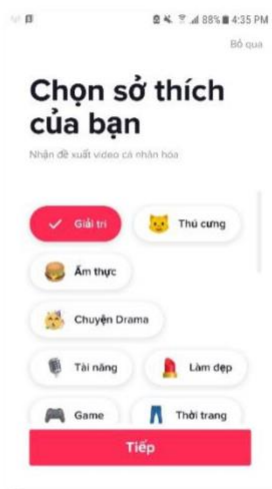 88% 4:35 PM
Bỏ qua
Chọn sở thích
của bạn
Nhận đề xuất video cá nhân hóa
Giải trí
Thú cưng
Ẩm thực
Chuyện Drama
Tài năng
Làm đẹp
Game
Thời trang
Tiếp